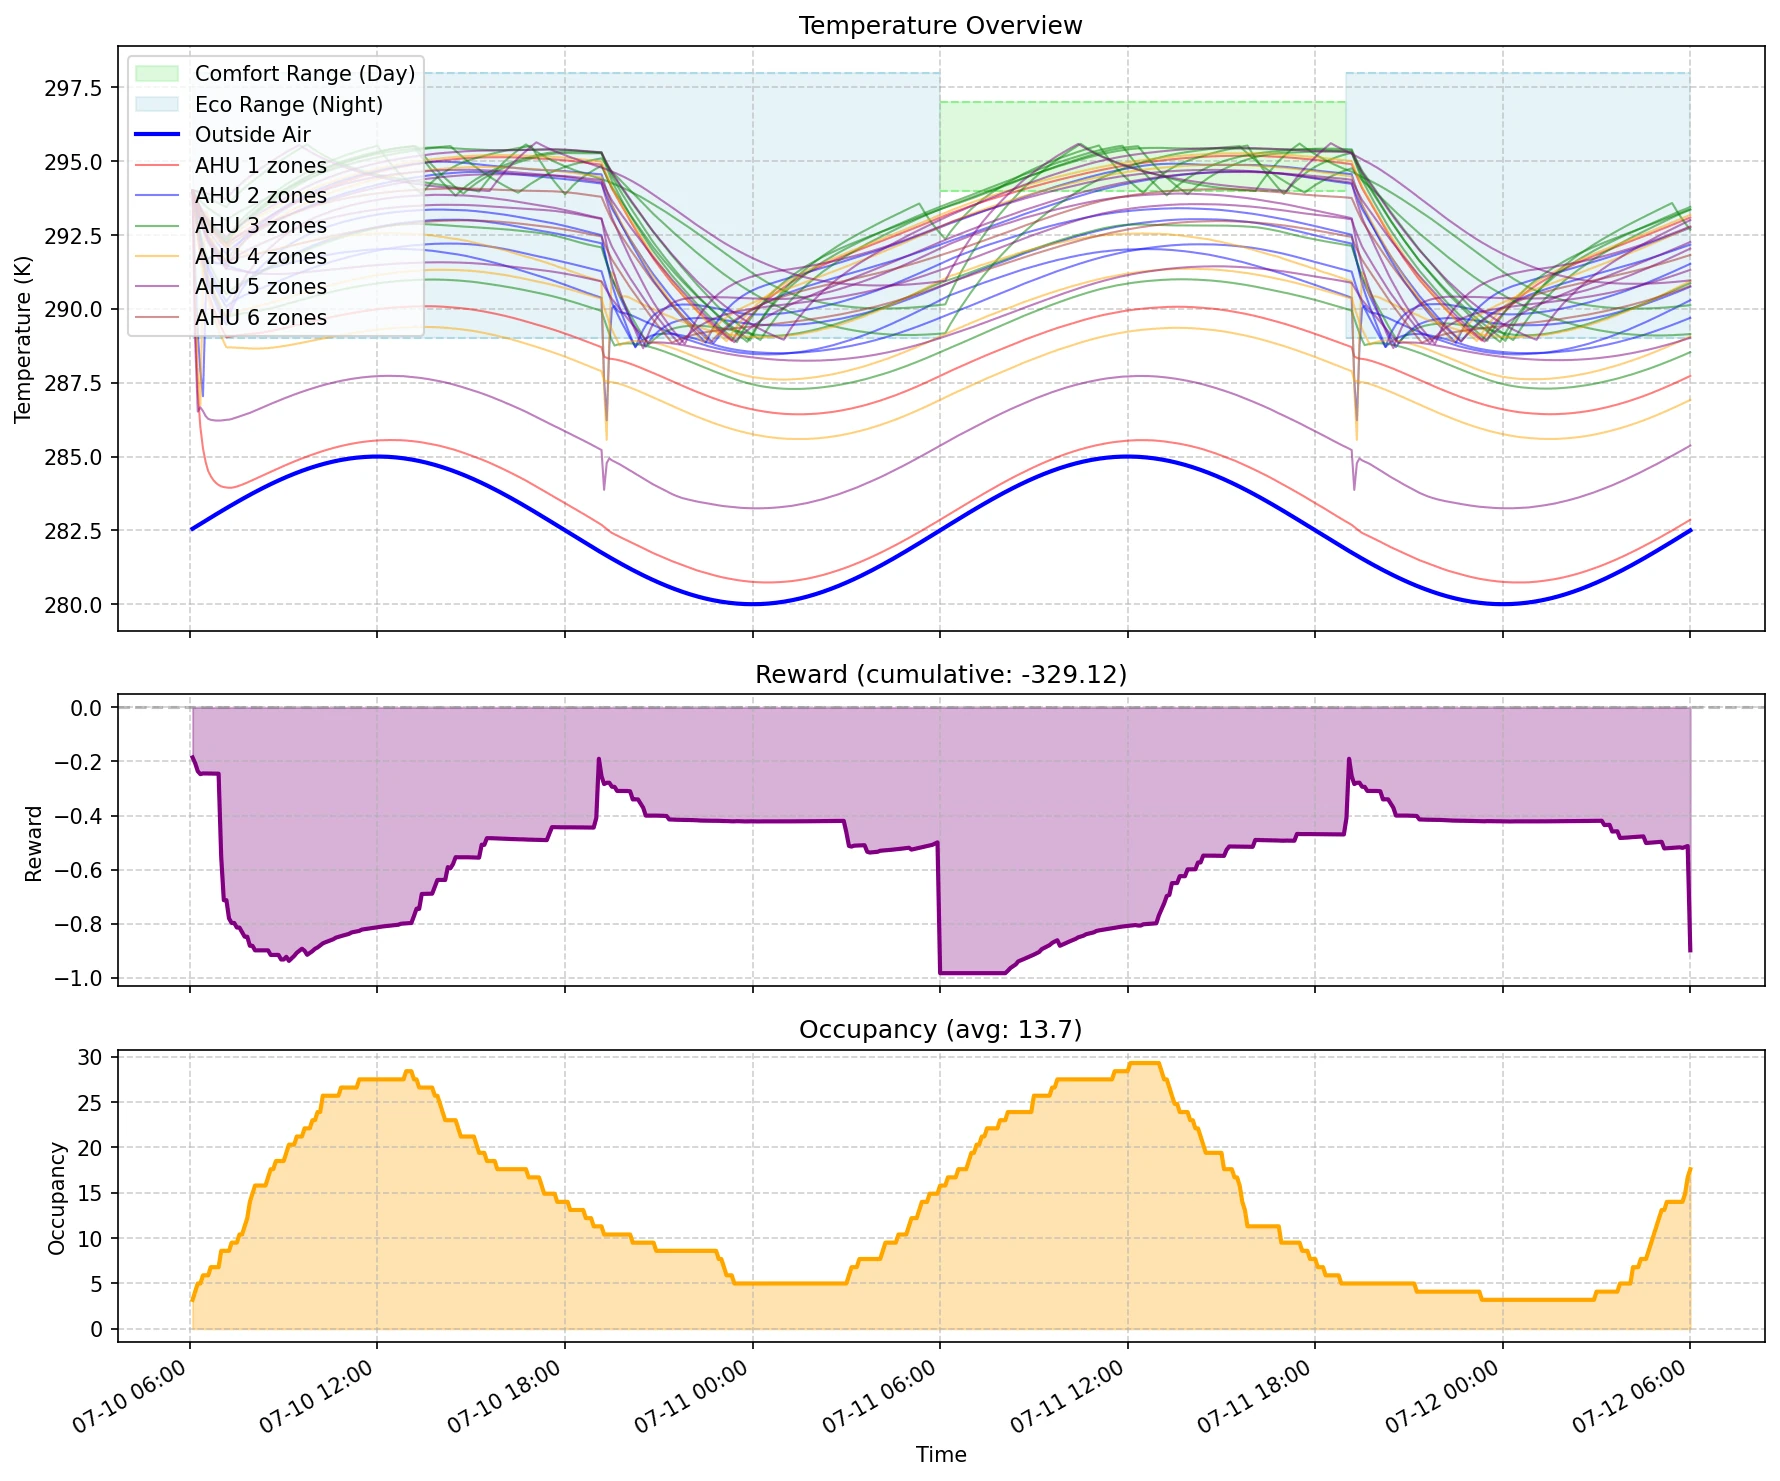 Temperature Overview
Temperature (K)
297.5
295.0
292.5
290.0
287.5
285.0
282.5
280.0
Comfort Range (Day)
Eco Range (Night)
Outside Air
AHU 1 zones
AHU 2 zones
AHU 3 zones
AHU 4 zones
AHU 5 zones
AHU 6 zones
Reward (cumulative: -329.12)
Reward
0.0
−0.2
−0.4
−0.6
−0.8
−1.0
Occupancy (avg: 13.7)
Occupancy
30
25
20
15
10
5
0
07-10 06:00
07-10 12:00
07-10 18:00
07-11 00:00
07-11 06:00
07-11 12:00
07-11 18:00
07-12 00:00
07-12 06:00
Time